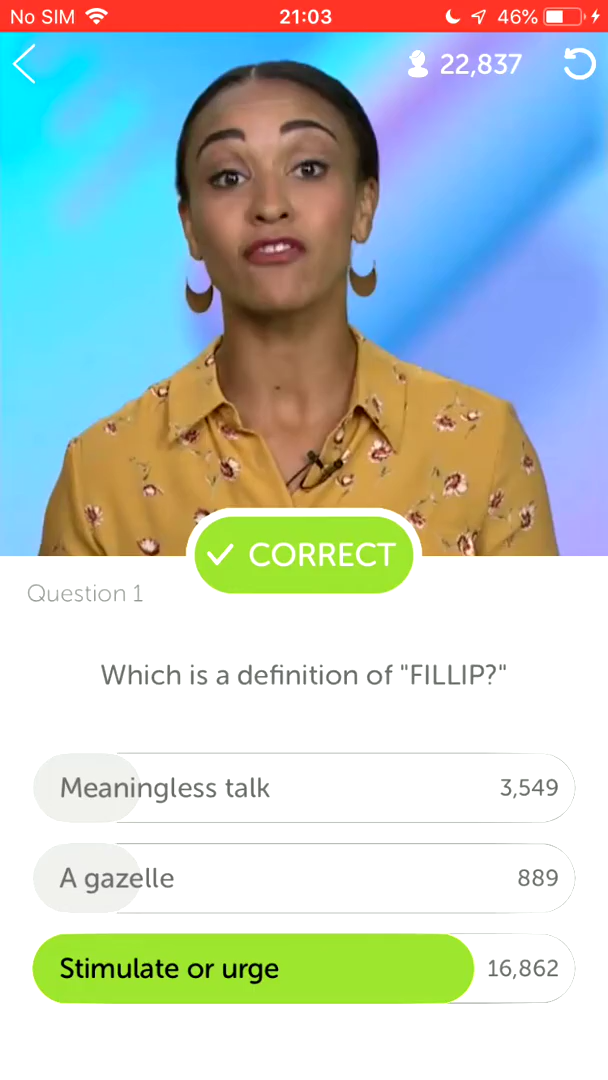 No SIM 21:03 46%
22,837
CORRECT
Question 1
Which is a definition of "FILLIP?"
Meaningless talk 3,549
A gazelle 889
Stimulate or urge 16,862